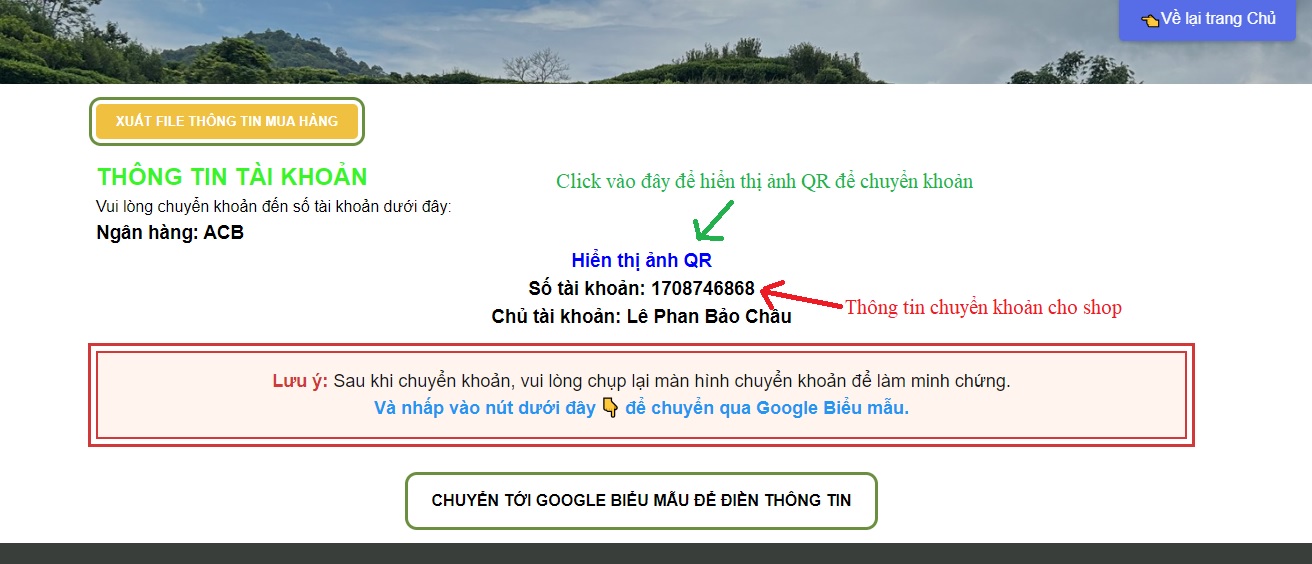 👈Về lại trang Chủ
XUẤT FILE THÔNG TIN MUA HÀNG
THÔNG TIN TÀI KHOẢN
Click vào đây để hiển thị ảnh QR để chuyển khoản
Vui lòng chuyển khoản đến số tài khoản dưới đây:
Ngân hàng: ACB
Hiển thị ảnh QR
Số tài khoản: 1708746868
Thông tin chuyển khoản cho shop
Chủ tài khoản: Lê Phan Bảo Châu
Lưu ý: Sau khi chuyển khoản, vui lòng chụp lại màn hình chuyển khoản để làm minh chứng.
Và nhấp vào nút dưới đây 👇 để chuyển qua Google Biểu mẫu.
CHUYỂN TỚI GOOGLE BIỂU MẪU ĐỂ ĐIỀN THÔNG TIN